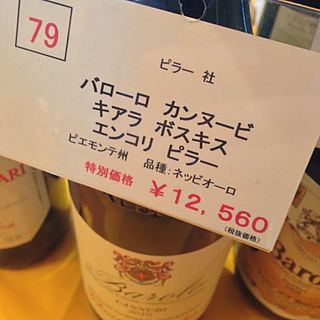 79
ピラー 社
バローロ カンヌービ
キアラ ボスキス
エンコリ ピラー
ピエモンテ州 品種:ネッビオーロ
特別価格 ¥12,560
(税抜価格)
Barolo
CANNUBI